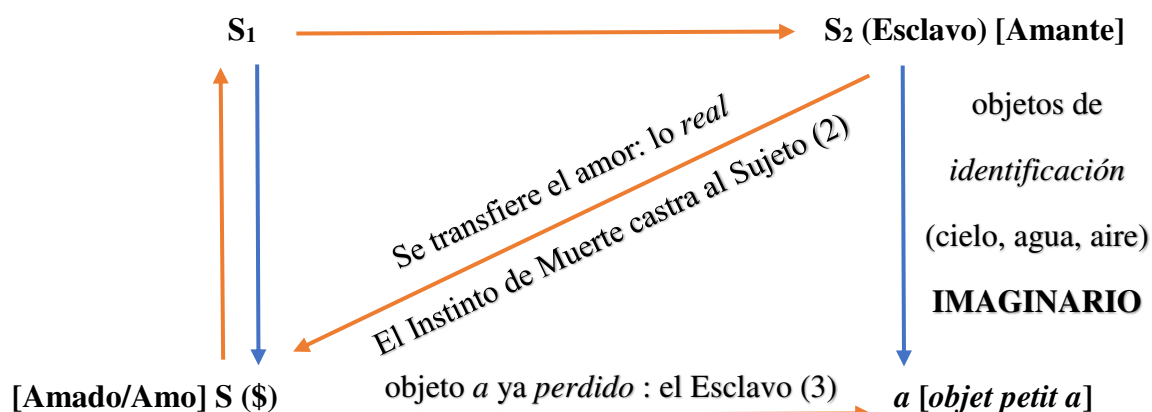 S₁
S₂ (Esclavo) [Amante]
objetos de
identificación
(cielo, agua, aire)
IMAGINARIO
Se transfiere el amor: lo real
El Instinto de Muerte castra al Sujeto (2)
objeto a ya perdido : el Esclavo (3)
[Amado/Amo] S ($)
a [objet petit a]